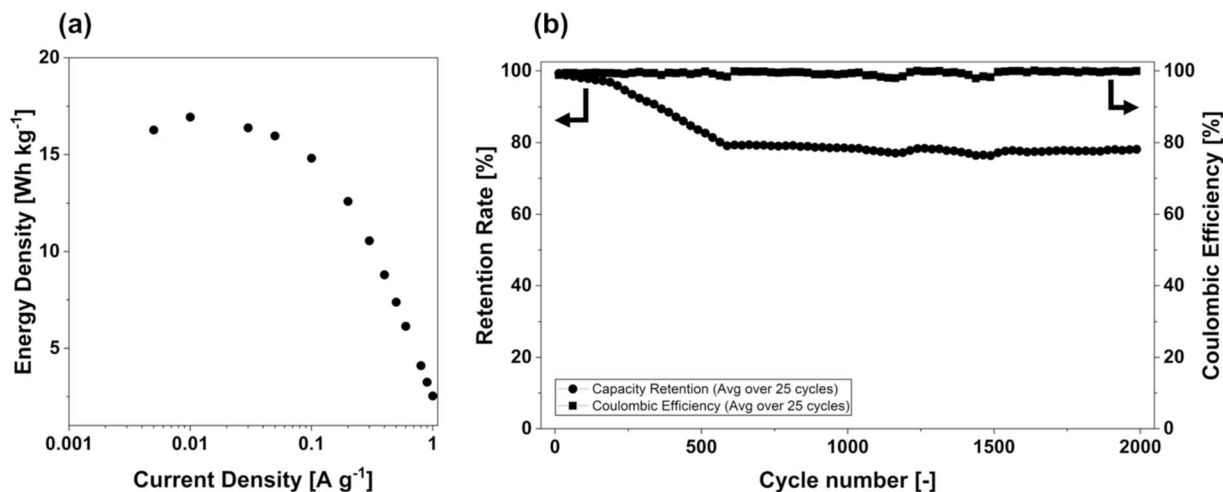 (a)
Energy Density [Wh kg⁻¹]
20
15
10
5
0.001 0.01 0.1 1
Current Density [A g⁻¹]
(b)
Retention Rate [%]
100
80
60
40
20
0
Capacity Retention (Avg over 25 cycles)
Coulombic Efficiency (Avg over 25 cycles)
0 500 1000 1500 2000
Cycle number [-]
100
80
60
40
20
0
Coulombic Efficiency [%]